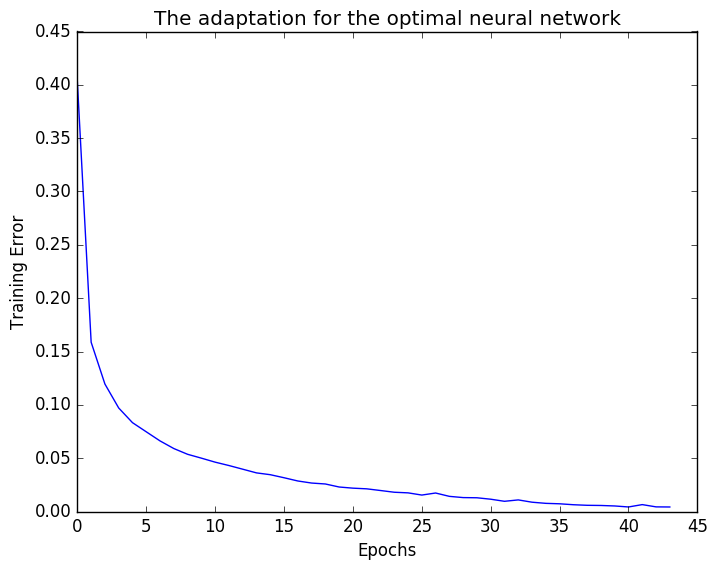 The adaptation for the optimal neural network
0.45
0.40
0.35
0.30
0.25
0.20
0.15
0.10
0.05
0.00
Training Error
0 5 10 15 20 25 30 35 40 45
Epochs